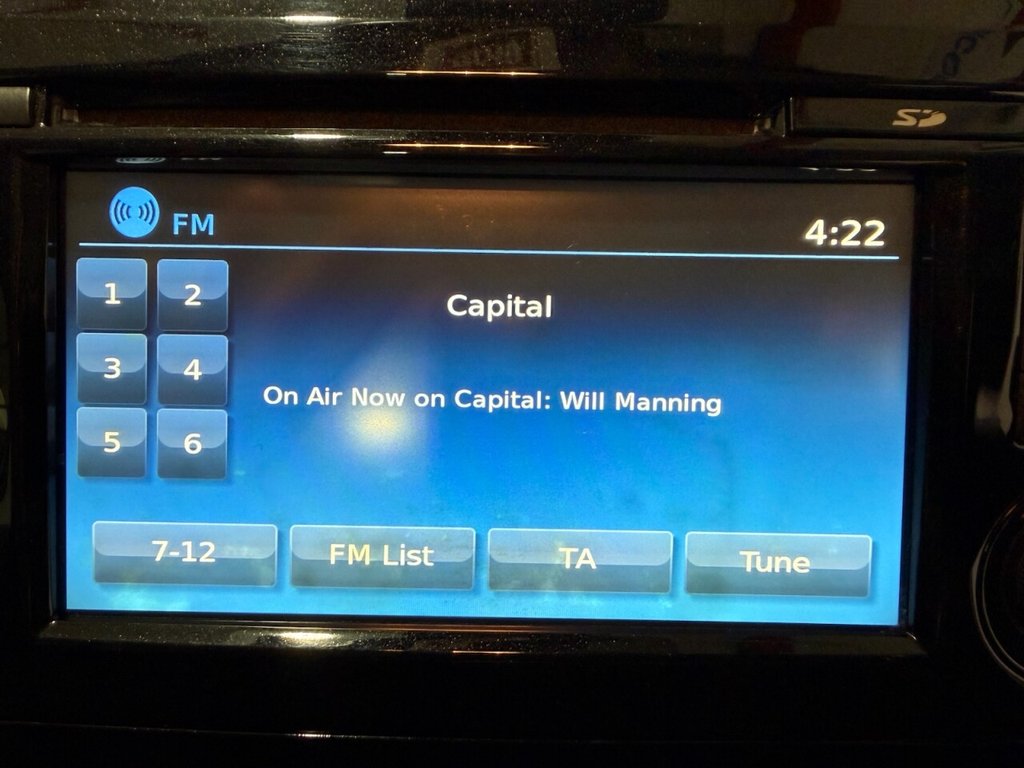 SD
FM
4:22
1 2
Capital
3 4
On Air Now on Capital: Will Manning
5 6
7-12 FM List TA Tune